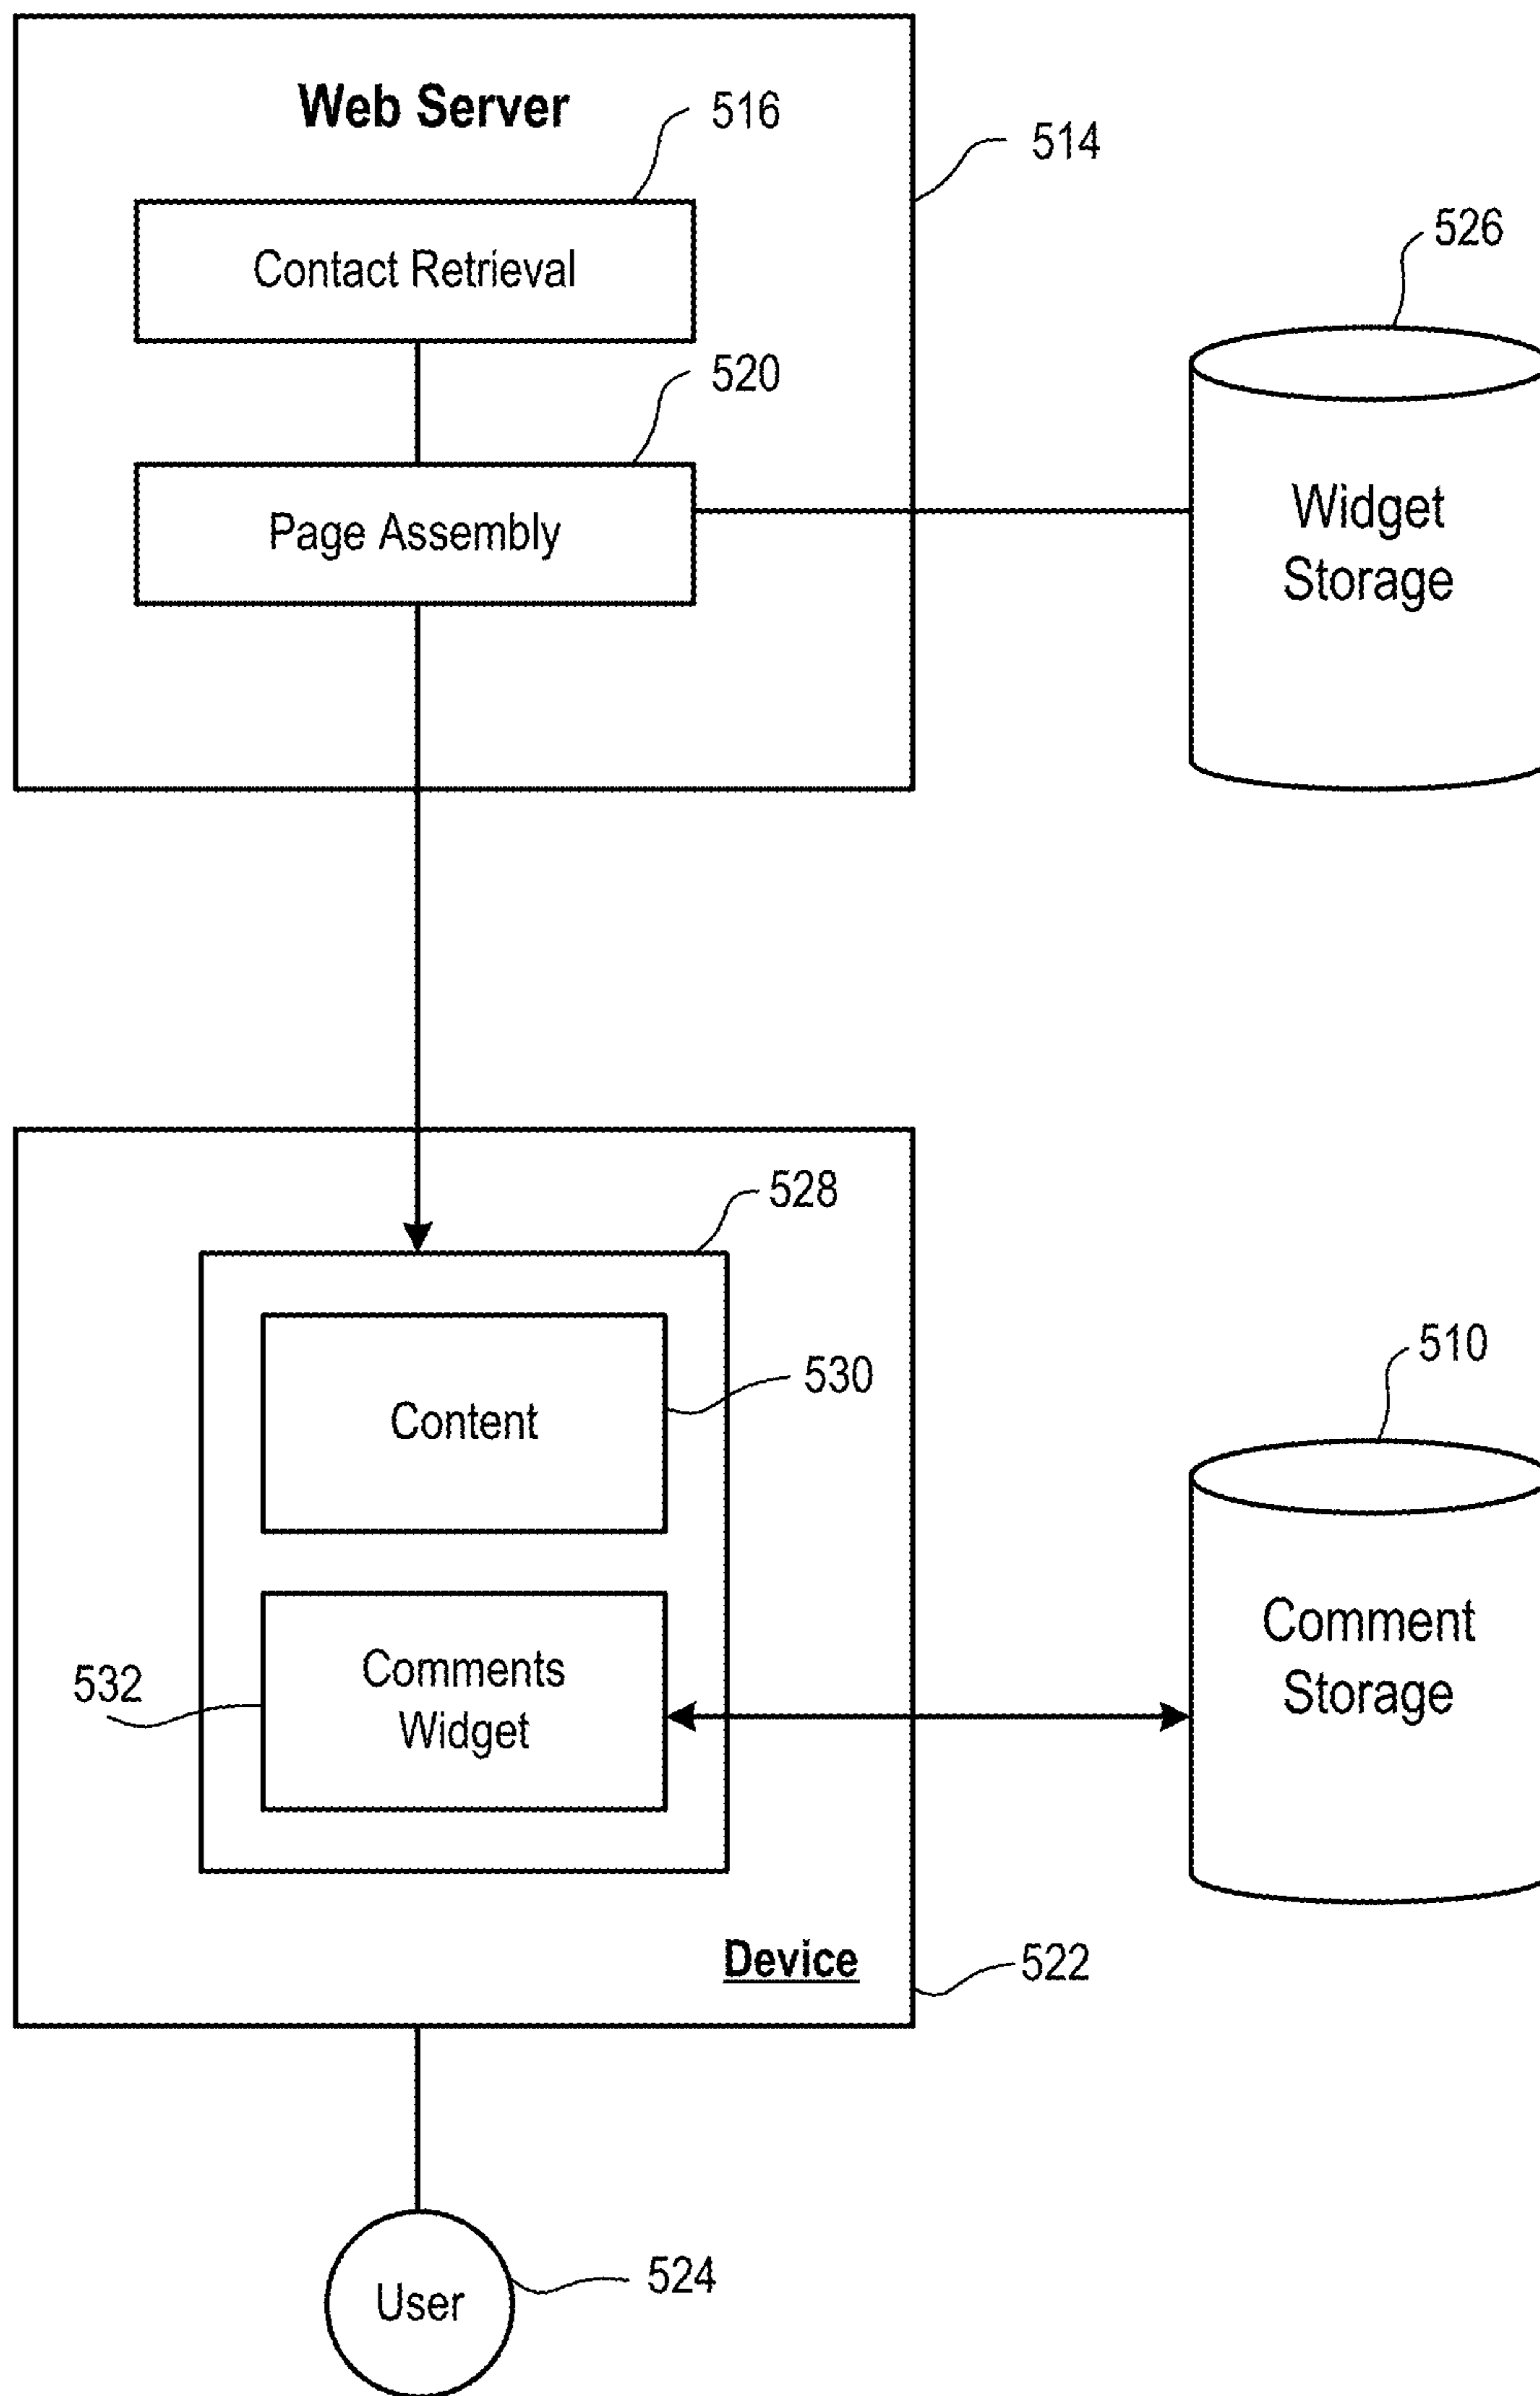 Web Server
516
514
Contact Retrieval
526
520
Page Assembly
Widget
Storage
528
Content
530
510
Comments
Widget
532
Comment
Storage
Device
522
User
524